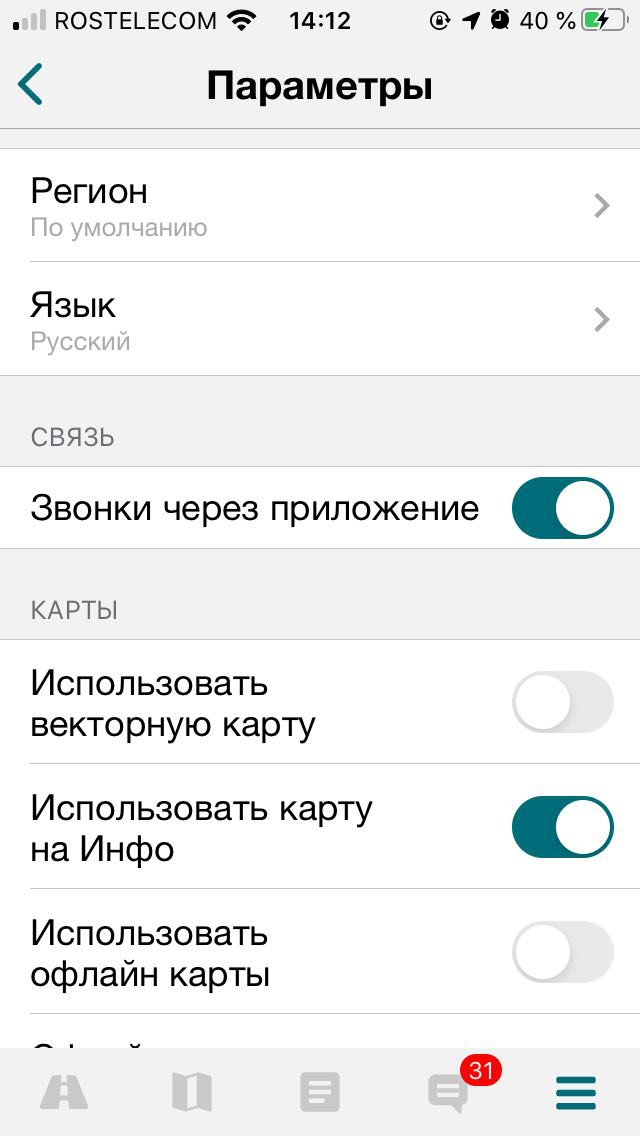 ROSTELECOM 14:12 40 %
Параметры
Регион
По умолчанию
Язык
Русский
СВЯЗЬ
Звонки через приложение
КАРТЫ
Использовать
векторную карту
Использовать карту
на Инфо
Использовать
офлайн карты
31